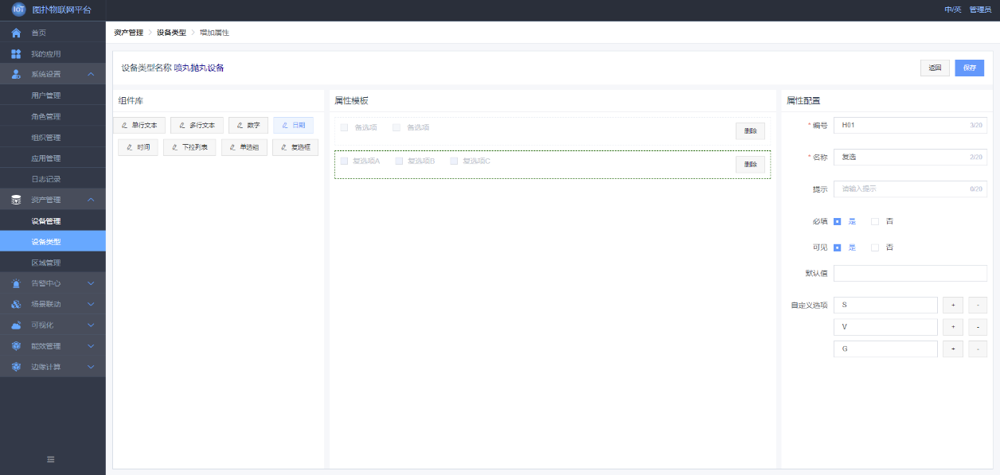 IOT 图扑物联网平台
中/英 管理员
首页
我的应用
系统设置
用户管理
角色管理
组织管理
应用管理
日志记录
资产管理
设备管理
设备类型
区域管理
告警中心
场景联动
可视化
能效管理
边缘计算
资产管理 > 设备类型 > 增加属性
设备类型名称 喷丸抛丸设备
返回 保存
组件库
单行文本 多行文本 数字 日期
时间 下拉列表 单选组 复选框
属性模板
备选项 备选项 删除
复选项A 复选项B 复选项C 删除
属性配置
* 编号 H01 3/20
* 名称 复选 2/20
提示 请输入提示 0/20
必填 是 否
可见 是 否
默认值
自定义选项 S + -
V + -
G + -